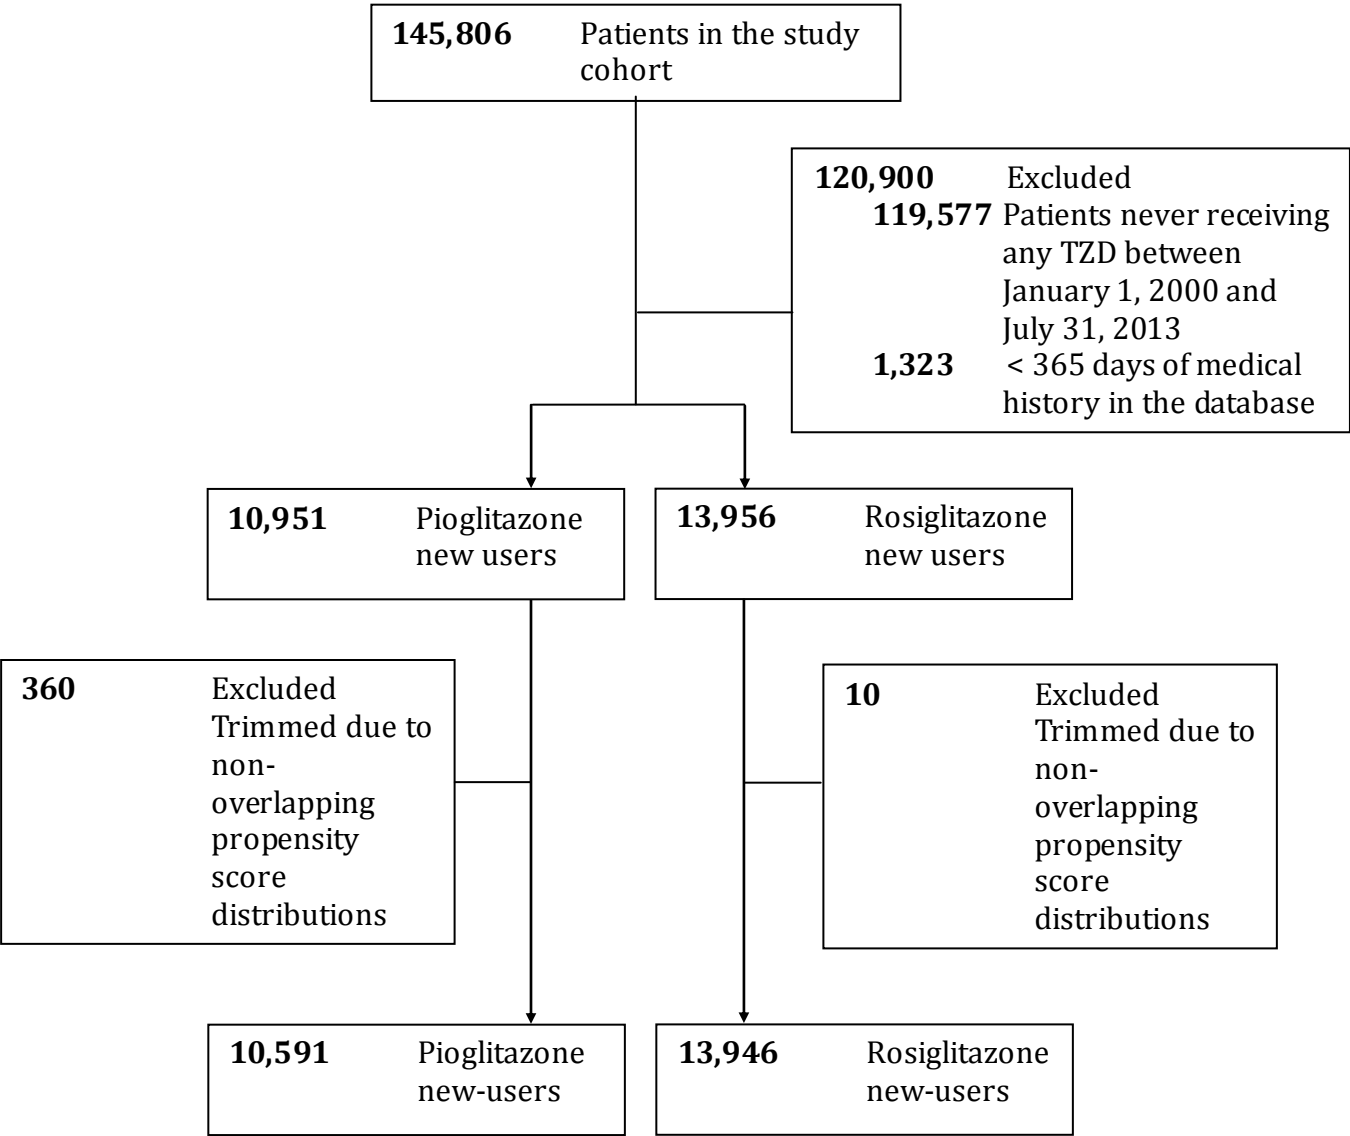 145,806 Patients in the study
cohort
120,900 Excluded
119,577 Patients never receiving
any TZD between
January 1, 2000 and
July 31, 2013
1,323 < 365 days of medical
history in the database
10,951 Pioglitazone
new users
13,956 Rosiglitazone
new users
360 Excluded
Trimmed due to
non-
overlapping
propensity
score
distributions
10 Excluded
Trimmed due to
non-
overlapping
propensity
score
distributions
10,591 Pioglitazone
new-users
13,946 Rosiglitazone
new-users